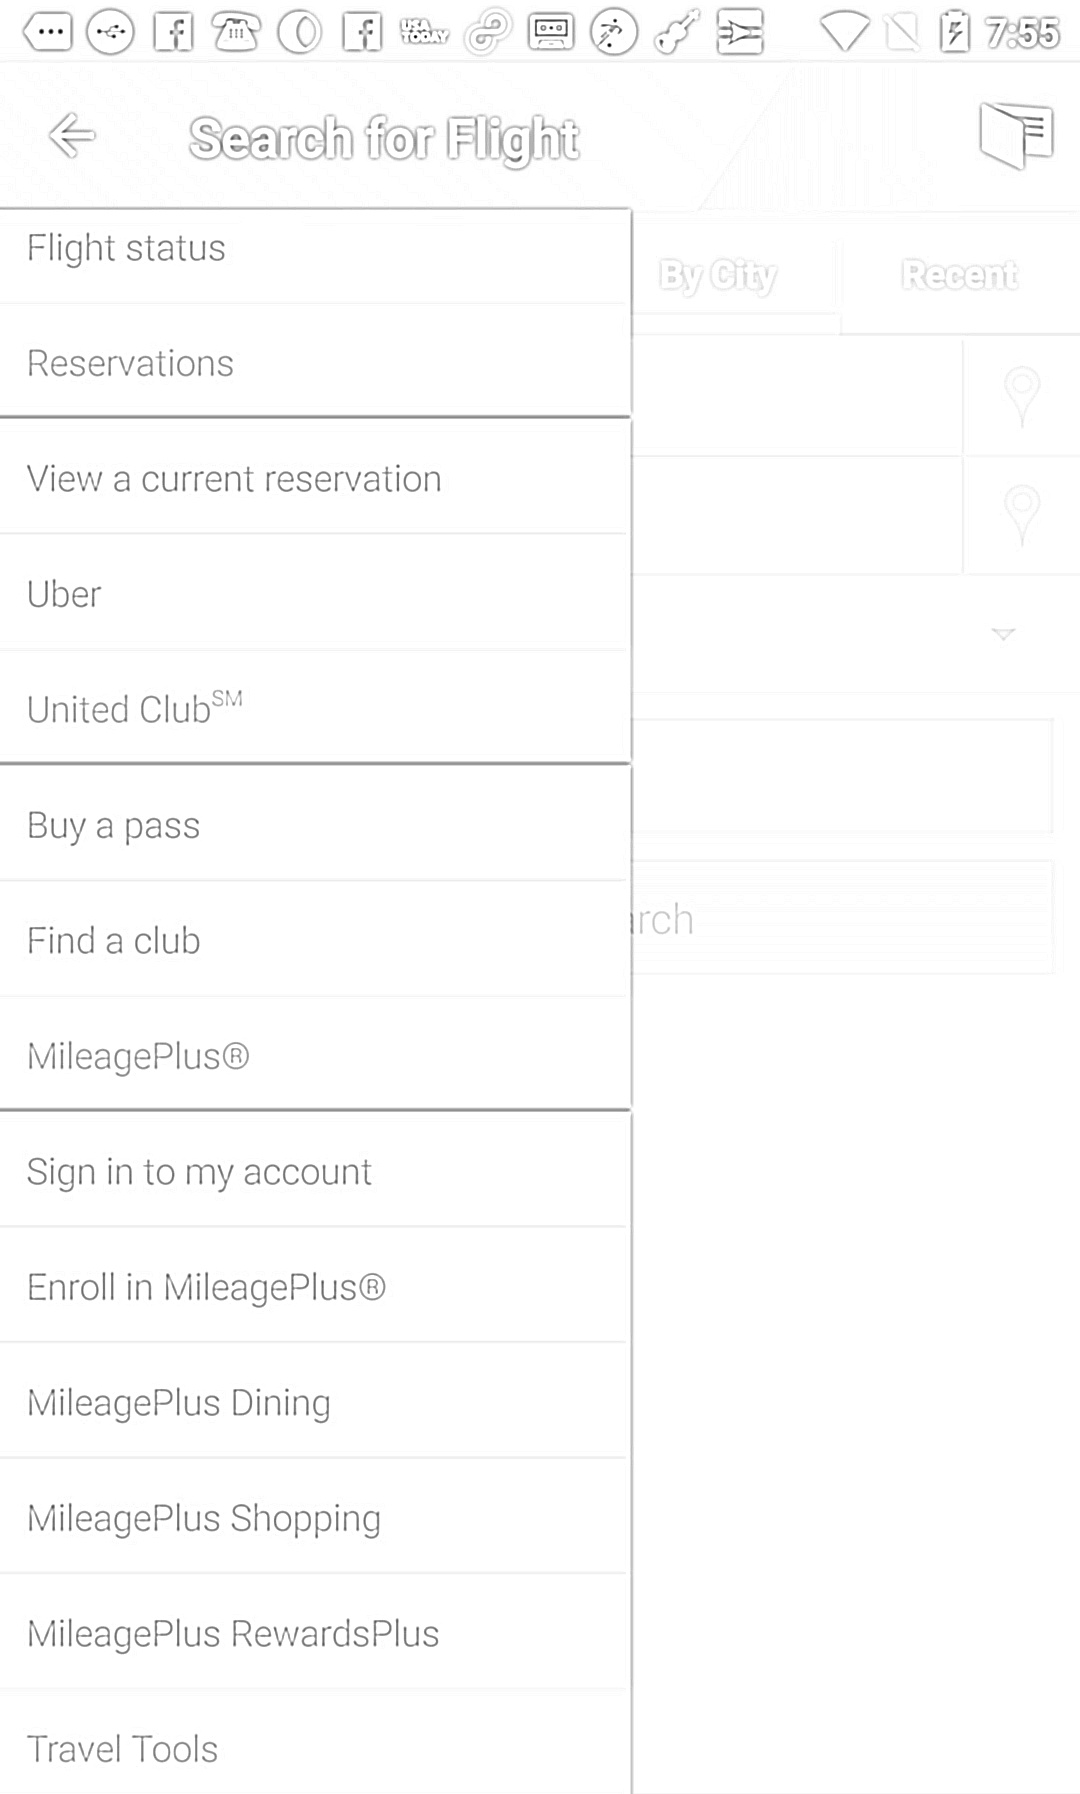 USA TODAY 7:55
Search for Flight
Flight status
By City Recent
Reservations
View a current reservation
Uber
United Club℠
Buy a pass
rch
Find a club
MileagePlus®
Sign in to my account
Enroll in MileagePlus®
MileagePlus Dining
MileagePlus Shopping
MileagePlus RewardsPlus
Travel Tools